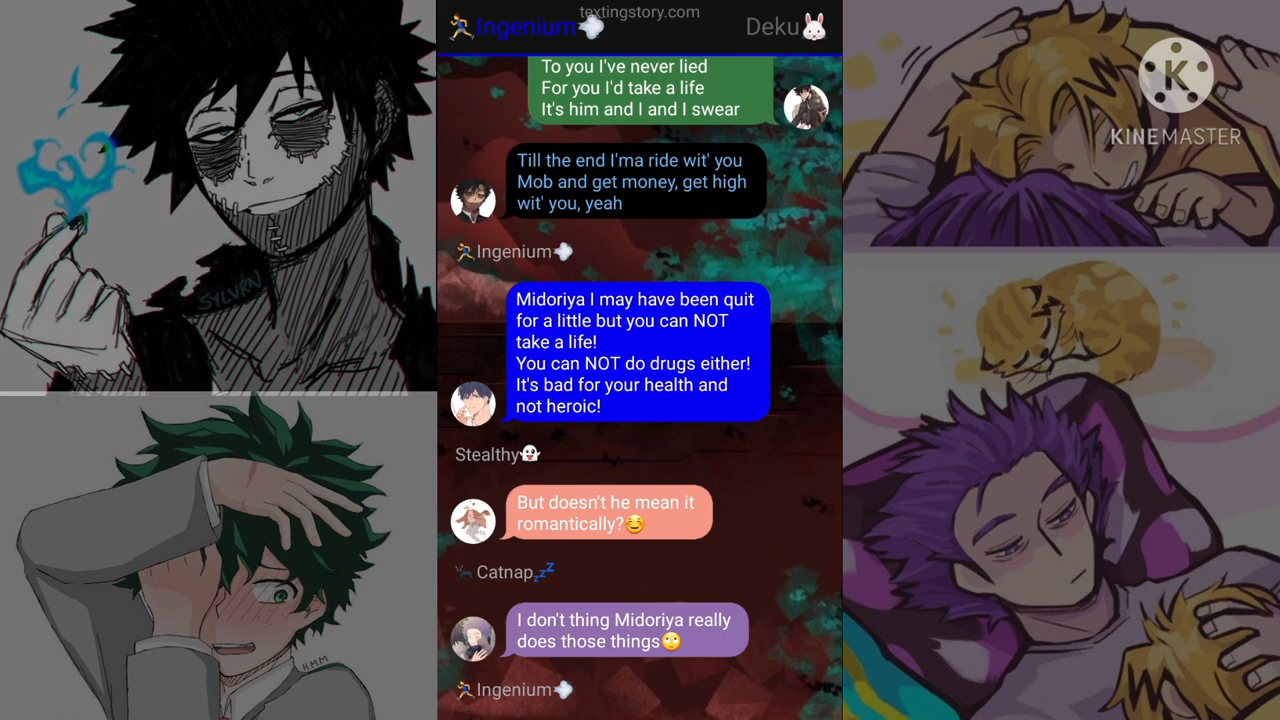 textingstory.com
🏃Ingenium💨
Deku🐰
To you I've never lied
For you I'd take a life
It's him and I and I swear
Till the end I'ma ride wit' you
Mob and get money, get high
wit' you, yeah
🏃Ingenium💨
Midoriya I may have been quit
for a little but you can NOT
take a life!
You can NOT do drugs either!
It's bad for your health and
not heroic!
Stealthy👻
But doesn't he mean it
romantically?☺️
🐈‍⬛Catnap💤
I don't thing Midoriya really
does those things🙄
🏃Ingenium💨
SYLVRN
H.M.M
K
KINEMASTER